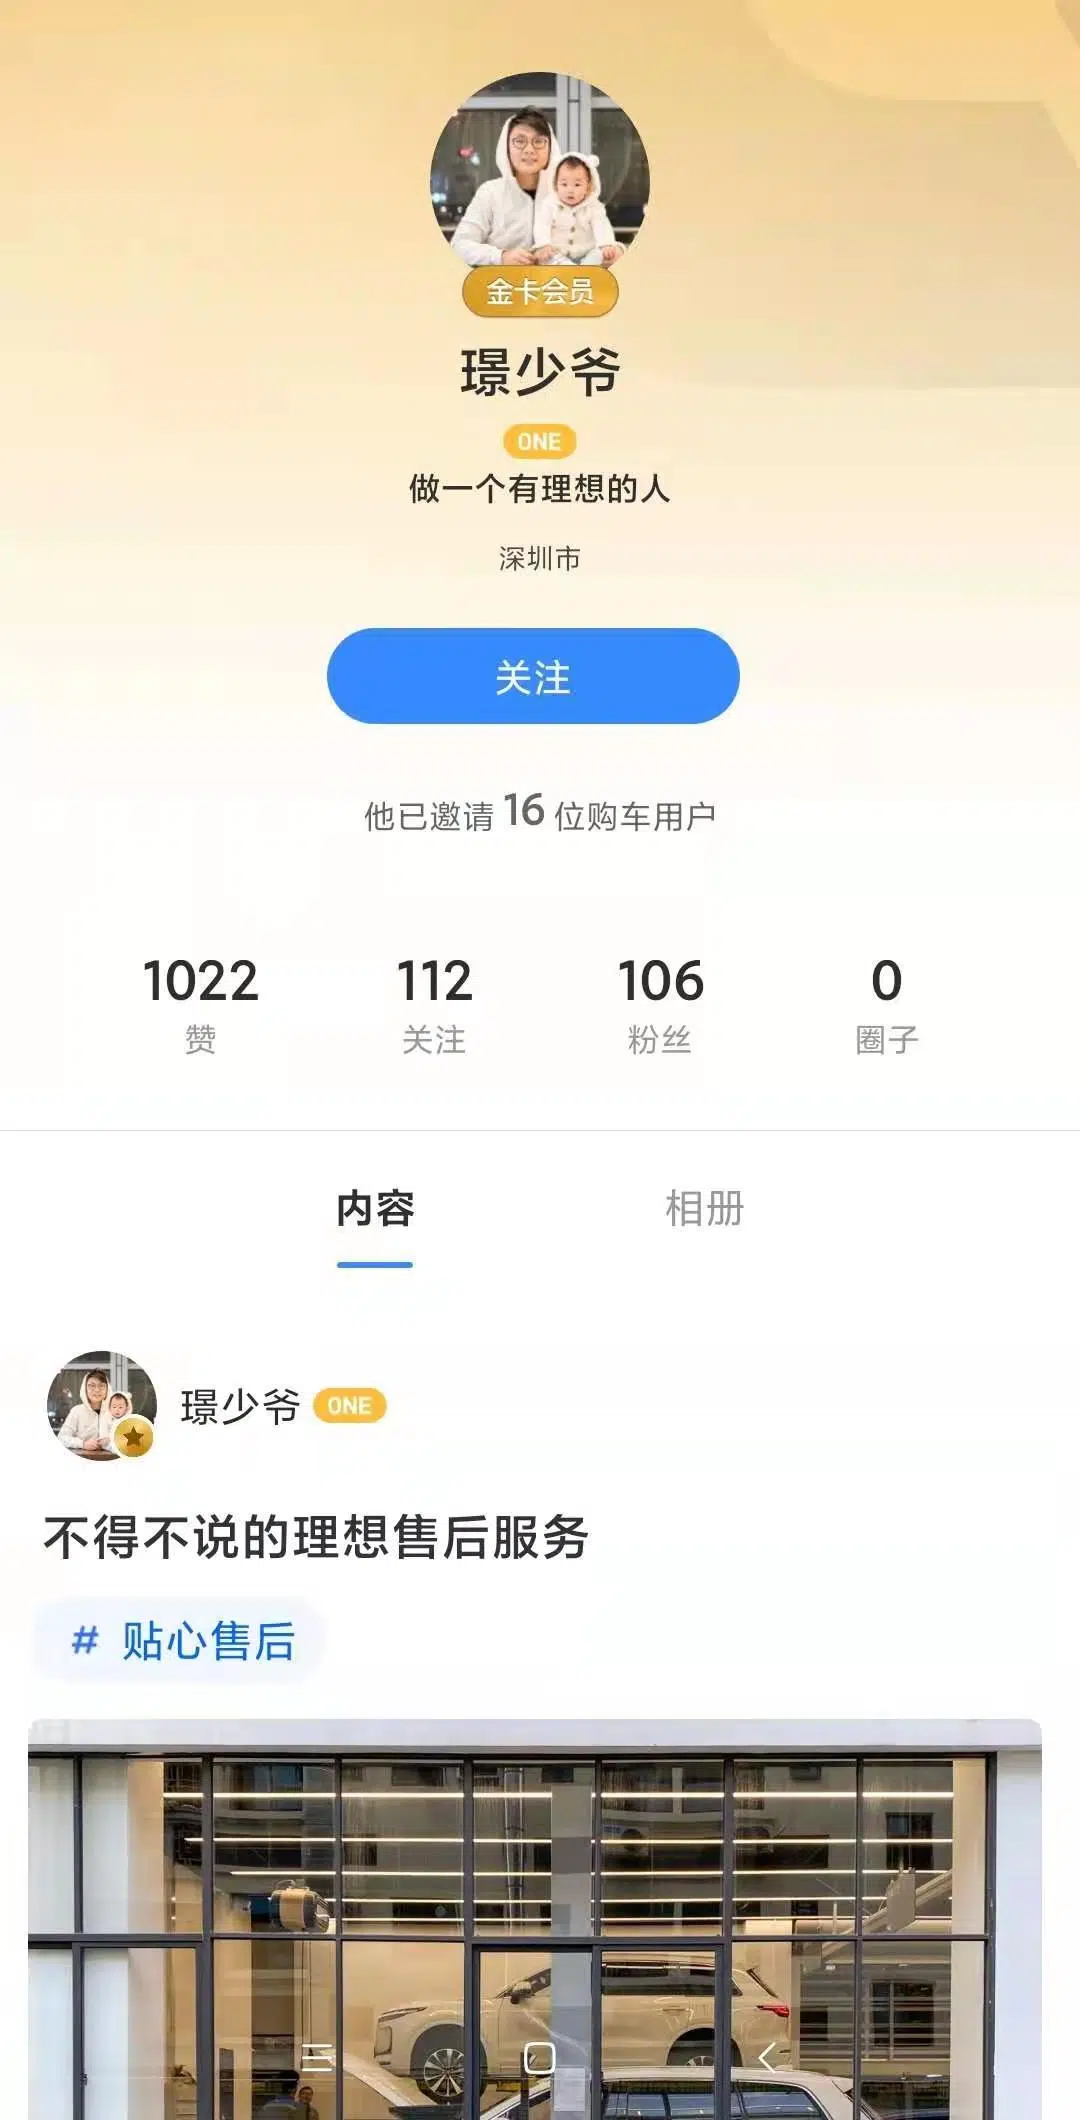 金卡会员
璟少爷
ONE
做一个有理想的人
深圳市
关注
他已邀请 16 位购车用户
1022 112 106 0
赞 关注 粉丝 圈子
内容 相册
璟少爷 ONE
不得不说的理想售后服务
# 贴心售后